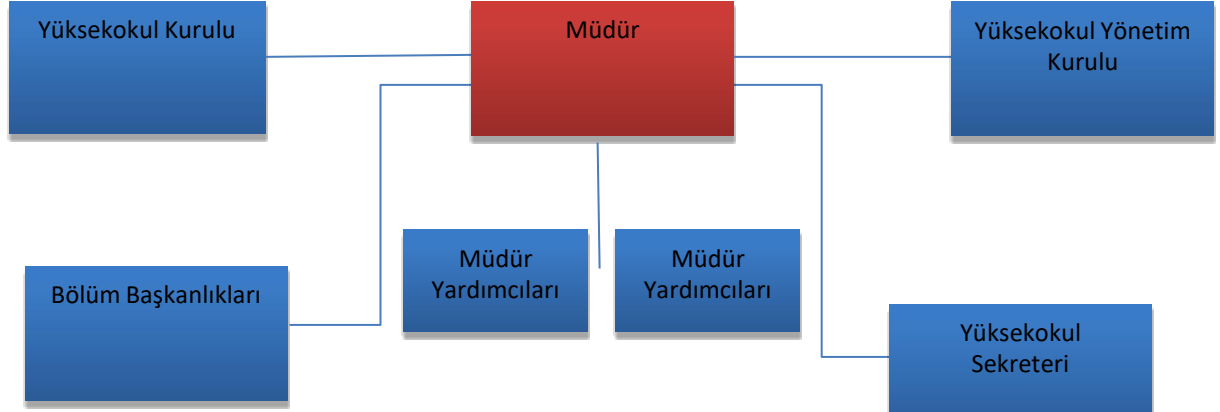 Yüksekokul Kurulu
Müdür
Yüksekokul Yönetim
Kurulu
Bölüm Başkanlıkları
Müdür
Yardımcıları
Müdür
Yardımcıları
Yüksekokul
Sekreteri